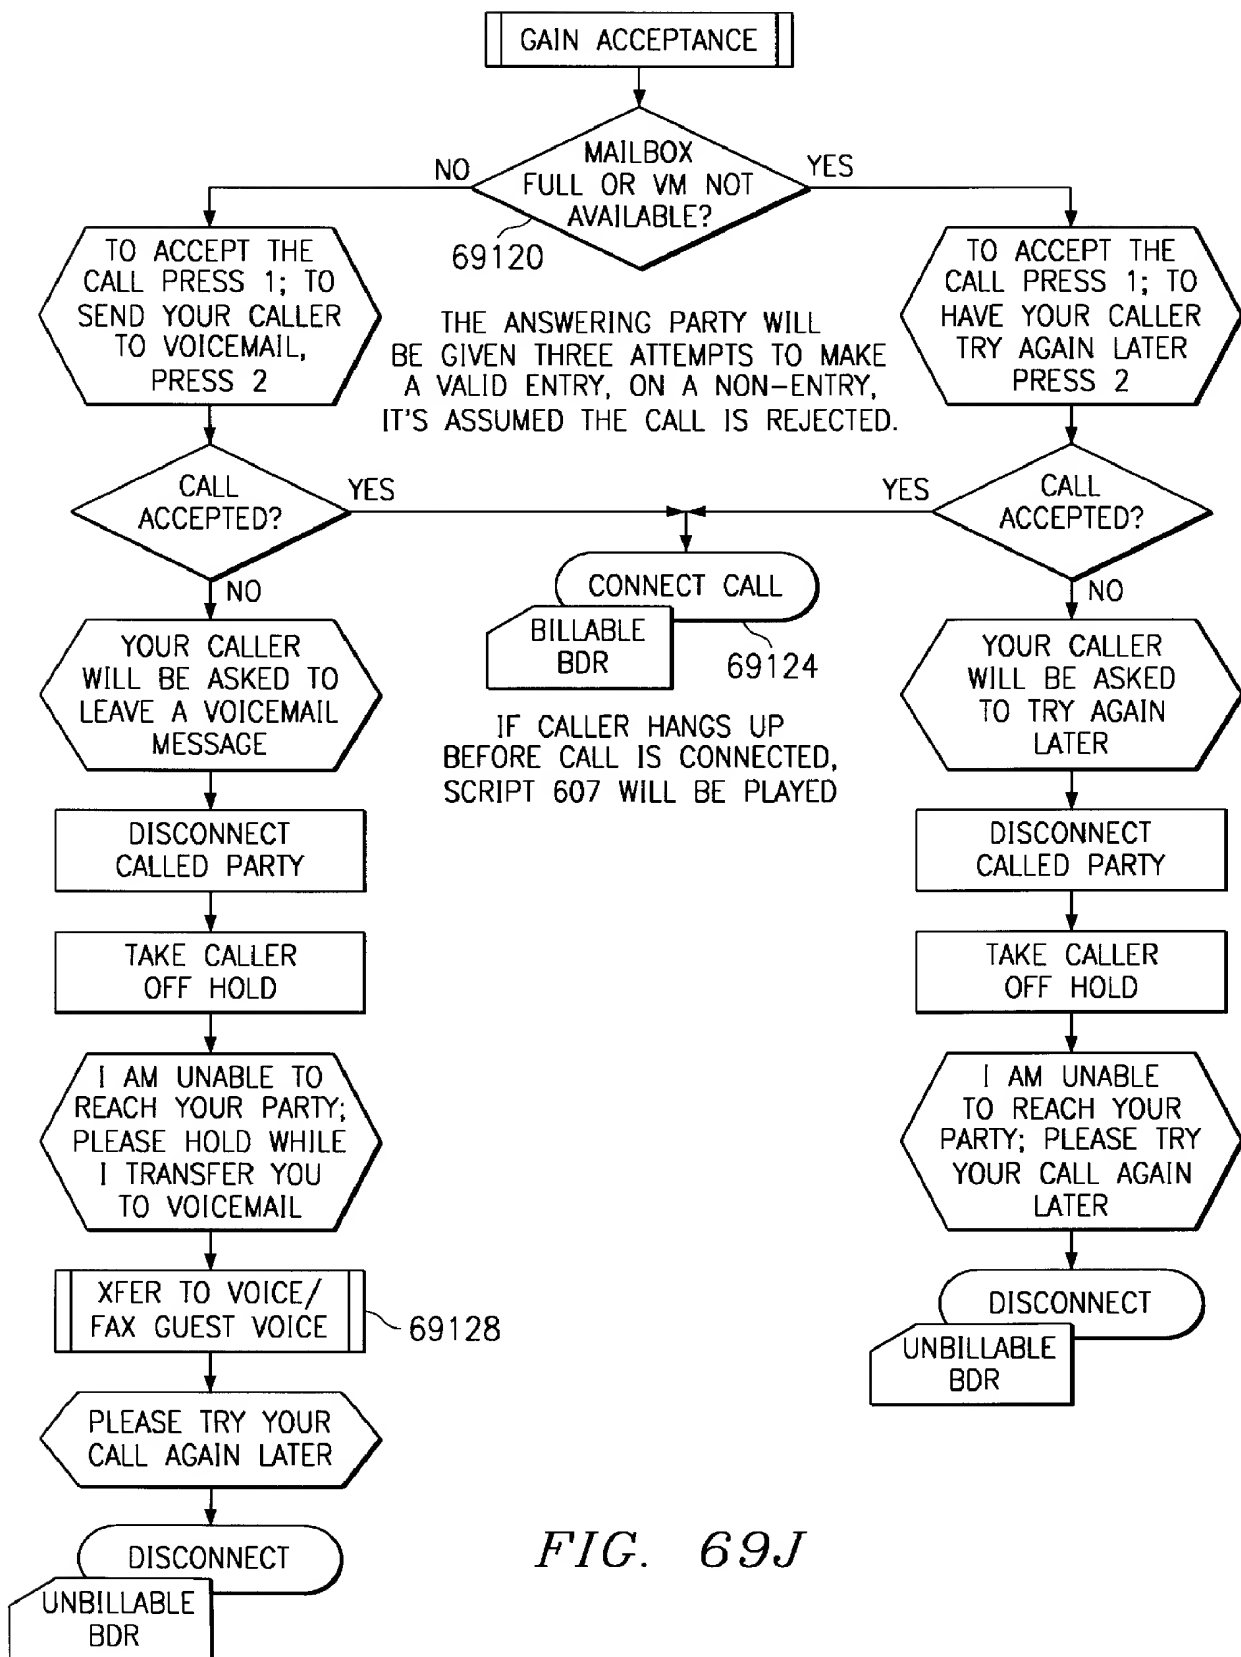 GAIN ACCEPTANCE
MAILBOX
FULL OR VM NOT
AVAILABLE?
NO
YES
69120
TO ACCEPT THE
CALL PRESS 1; TO
SEND YOUR CALLER
TO VOICEMAIL,
PRESS 2
THE ANSWERING PARTY WILL
BE GIVEN THREE ATTEMPTS TO MAKE
A VALID ENTRY, ON A NON-ENTRY,
IT'S ASSUMED THE CALL IS REJECTED.
TO ACCEPT THE
CALL PRESS 1; TO
HAVE YOUR CALLER
TRY AGAIN LATER
PRESS 2
CALL
ACCEPTED?
YES
YES
CALL
ACCEPTED?
NO
CONNECT CALL
BILLABLE
BDR
69124
NO
YOUR CALLER
WILL BE ASKED TO
LEAVE A VOICEMAIL
MESSAGE
IF CALLER HANGS UP
BEFORE CALL IS CONNECTED,
SCRIPT 607 WILL BE PLAYED
YOUR CALLER
WILL BE ASKED
TO TRY AGAIN
LATER
DISCONNECT
CALLED PARTY
DISCONNECT
CALLED PARTY
TAKE CALLER
OFF HOLD
TAKE CALLER
OFF HOLD
I AM UNABLE TO
REACH YOUR PARTY;
PLEASE HOLD WHILE
I TRANSFER YOU
TO VOICEMAIL
I AM UNABLE
TO REACH YOUR
PARTY; PLEASE TRY
YOUR CALL AGAIN
LATER
XFER TO VOICE/
FAX GUEST VOICE
69128
DISCONNECT
UNBILLABLE
BDR
PLEASE TRY YOUR
CALL AGAIN LATER
DISCONNECT
UNBILLABLE
BDR
FIG. 69J